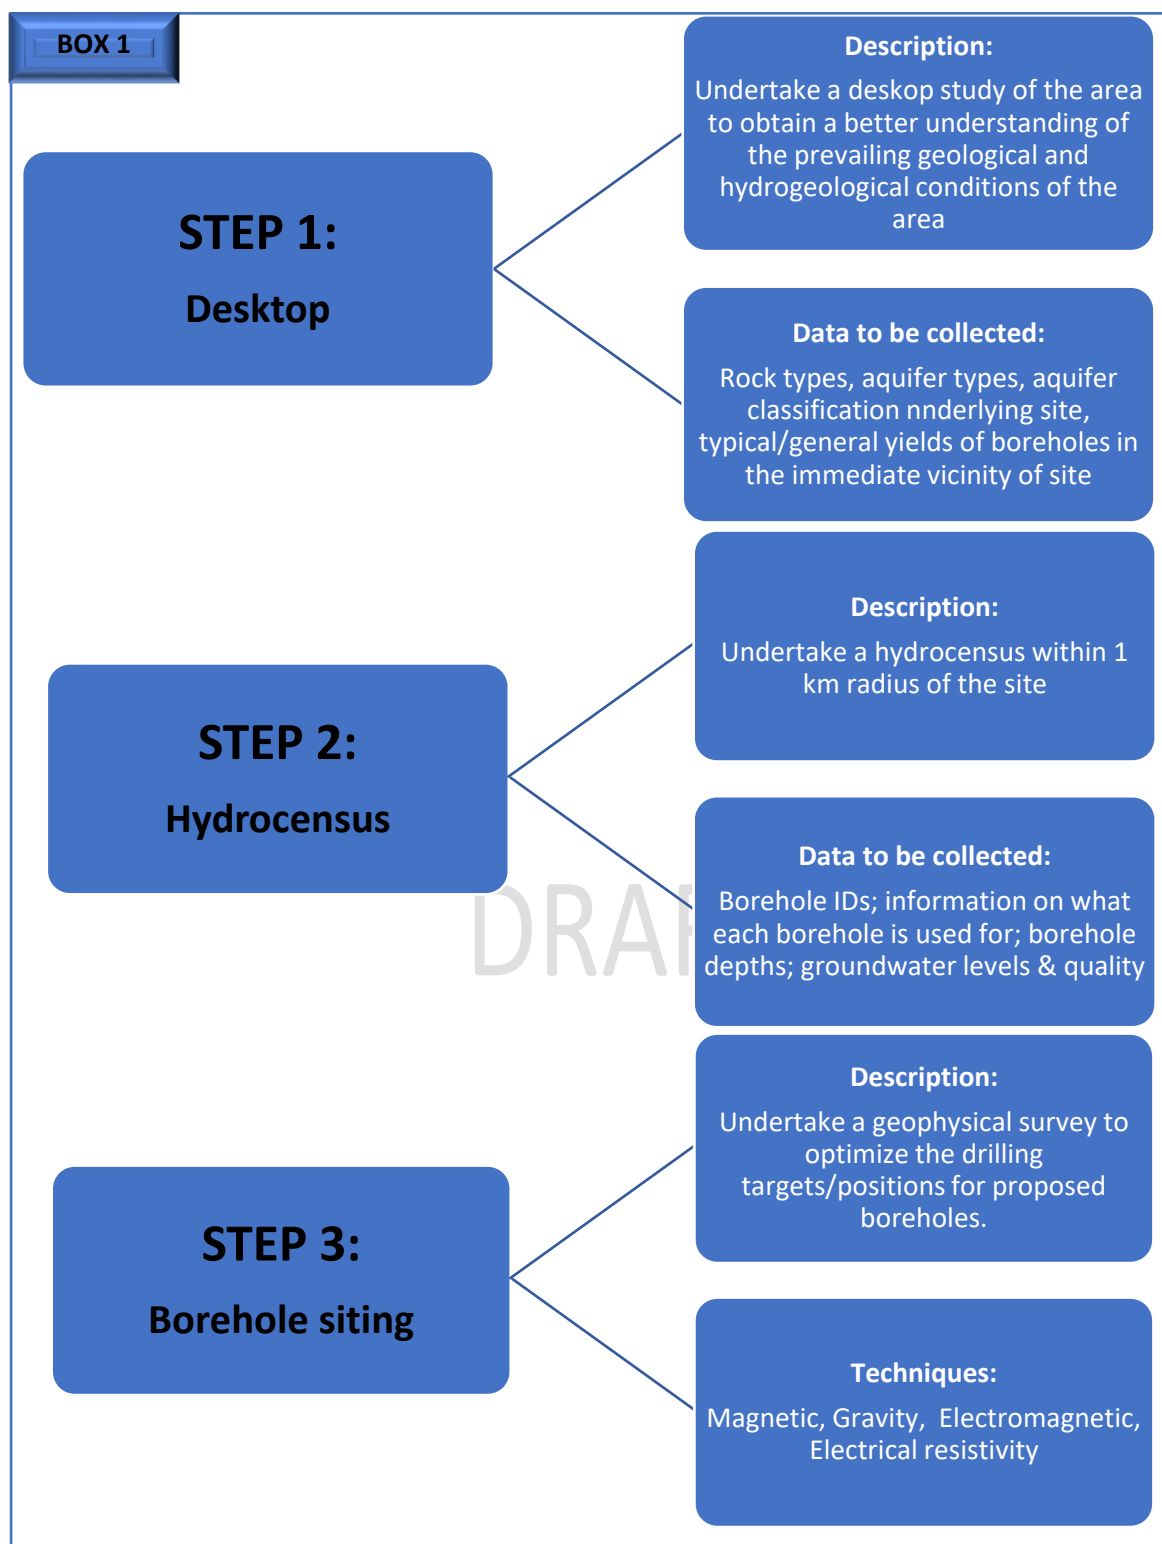 BOX 1
Description:
Undertake a deskop study of the area
to obtain a better understanding of
the prevailing geological and
hydrogeological conditions of the
area
STEP 1:
Desktop
Data to be collected:
Rock types, aquifer types, aquifer
classification nnderlying site,
typical/general yields of boreholes in
the immediate vicinity of site
Description:
Undertake a hydrocensus within 1
km radius of the site
STEP 2:
Hydrocensus
Data to be collected:
Borehole IDs; information on what
each borehole is used for; borehole
depths; groundwater levels & quality
DRAF
Description:
Undertake a geophysical survey to
optimize the drilling
targets/positions for proposed
boreholes.
STEP 3:
Borehole siting
Techniques:
Magnetic, Gravity,  Electromagnetic,
Electrical resistivity